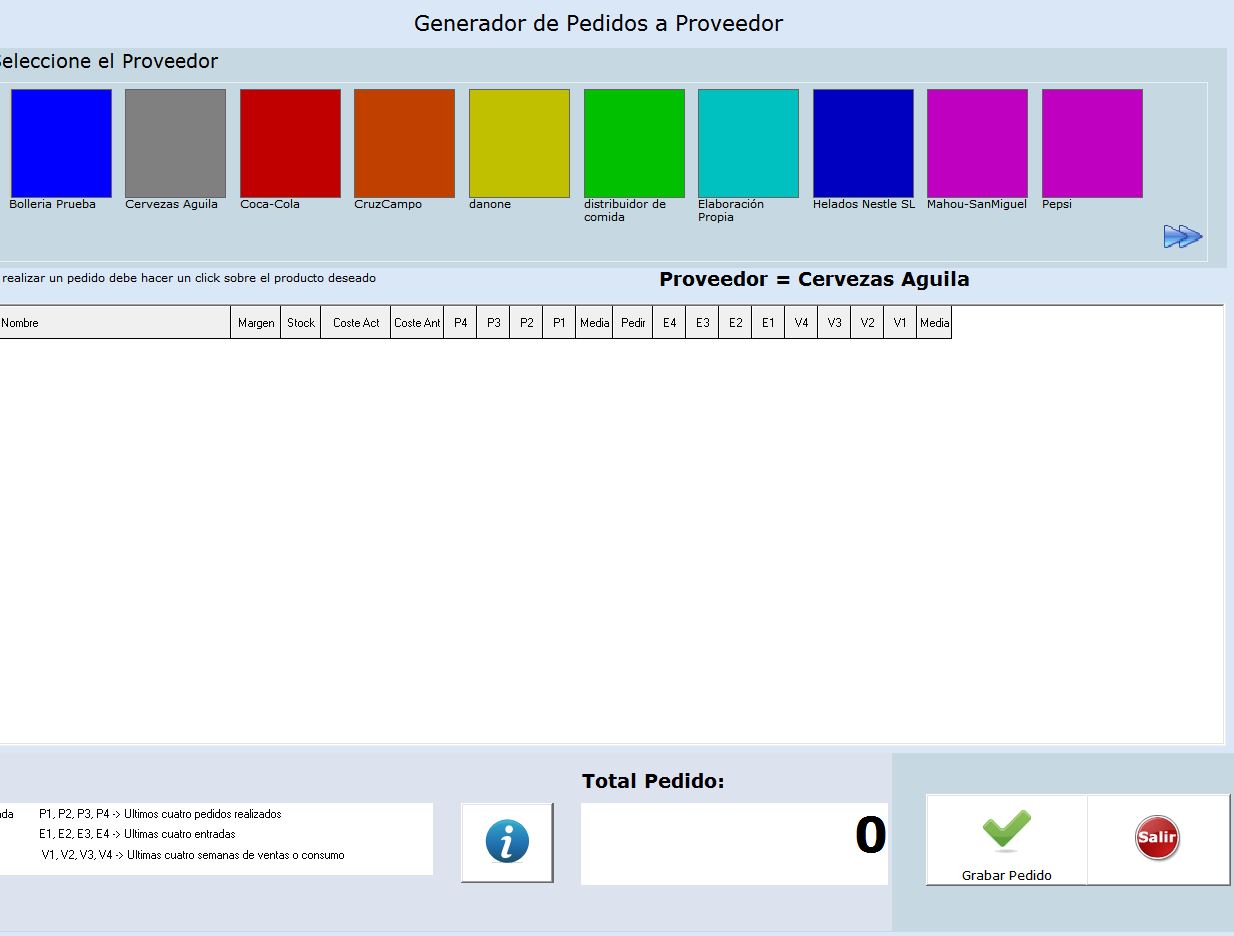 Generador de Pedidos a Proveedor
Seleccione el Proveedor
Bolleria Prueba
Cervezas Aguila
Coca-Cola
CruzCampo
danone
distribuidor de
comida
Elaboración
Propia
Helados Nestle SL
Mahou-SanMiguel
Pepsi
realizar un pedido debe hacer un click sobre el producto deseado
Proveedor = Cervezas Aguila
Nombre Margen Stock Coste Act Coste Ant P4 P3 P2 P1 Media Pedir E4 E3 E2 E1 V4 V3 V2 V1 Media
Total Pedido:
P1, P2, P3, P4 -> Ultimos cuatro pedidos realizados
E1, E2, E3, E4 -> Ultimas cuatro entradas
V1, V2, V3, V4 -> Ultimas cuatro semanas de ventas o consumo
0
Grabar Pedido
Salir